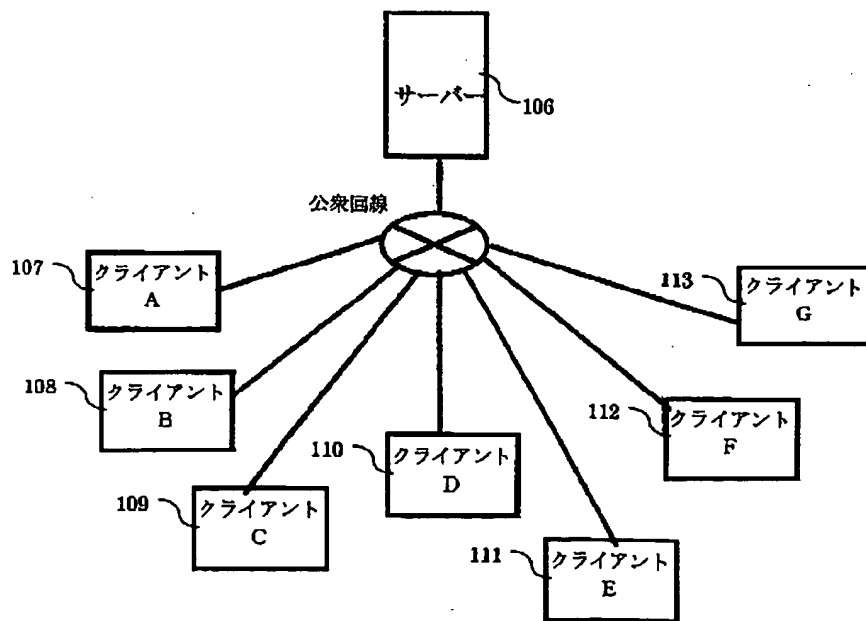 サーバー
106
公衆回線
107
クライアント
A
113
クライアント
G
108
クライアント
B
112
クライアント
F
110
クライアント
D
109
クライアント
C
111
クライアント
E